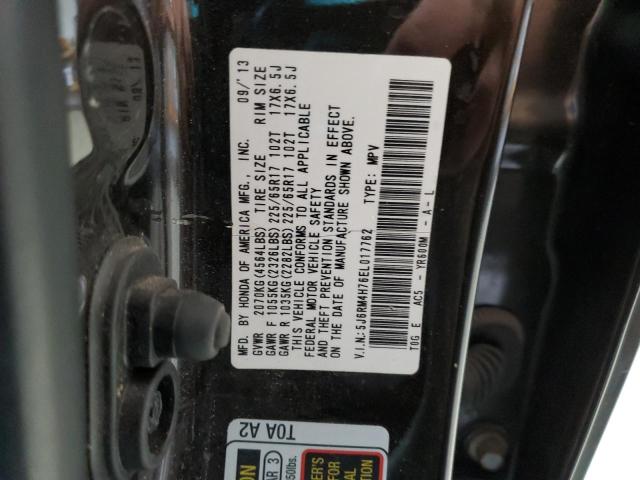 MFD. BY HONDA OF AMERICA MFG., INC. 09/'13
GVWR 2070KG(4564LBS) TIRE SIZE RIM SIZE
GAWR F 1055KG(2326LBS) 225/65R17 102T 17X6.5J
GAWR R 1035KG(2282LBS) 225/65R17 102T 17X6.5J
THIS VEHICLE CONFORMS TO ALL APPLICABLE
FEDERAL MOTOR VEHICLE SAFETY
AND THEFT PREVENTION STANDARDS IN EFFECT
ON THE DATE OF MANUFACTURE SHOWN ABOVE.
V.I.N.:5J6RM4H76EL017762 TYPE: MPV
T0G E AC5 - YR600M - A - L
T0A A2